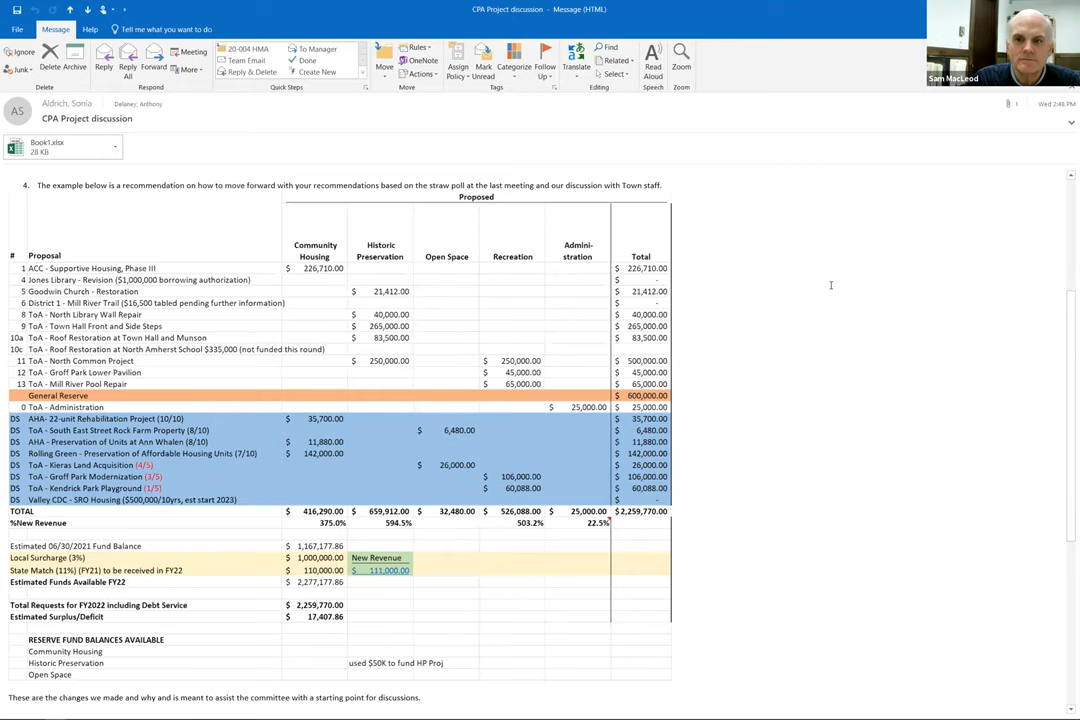 CPA Project discussion - Message (HTML)
File Message Help Tell me what you want to do
Ignore Junk Delete Archive Reply Reply All Forward Meeting More
20-004 HMA To Manager
Team Email Done
Reply & Delete Create New
Move Rules OneNote Actions Assign Policy Mark Unread Categorize Follow Up Translate Find Related Select Read Aloud Zoom
Delete Respond Quick Steps Move Tags Editing Speech Zoom
Sam MacLeod
AS Aldrich, Sonia Delaney, Anthony
CPA Project discussion
1 Wed 2:48 PM
Book1.xlsx
28 KB
4. The example below is a recommendation on how to move forward with your recommendations based on the straw poll at the last meeting and our discussion with Town staff.
Proposed
# Proposal Community Housing Historic Preservation Open Space Recreation Admini-stration Total
1 ACC - Supportive Housing, Phase III $ 226,710.00 $ 226,710.00
4 Jones Library - Revision ($1,000,000 borrowing authorization) $ -
5 Goodwin Church - Restoration $ 21,412.00 $ 21,412.00
6 District 1 - Mill River Trail ($16,500 tabled pending further information) $ -
8 ToA - North Library Wall Repair $ 40,000.00 $ 40,000.00
9 ToA - Town Hall Front and Side Steps $ 265,000.00 $ 265,000.00
10a ToA - Roof Restoration at Town Hall and Munson $ 83,500.00 $ 83,500.00
10c ToA - Roof Restoration at North Amherst School $335,000 (not funded this round)
11 ToA - North Common Project $ 250,000.00 $ 250,000.00 $ 500,000.00
12 ToA - Groff Park Lower Pavilion $ 45,000.00 $ 45,000.00
13 ToA - Mill River Pool Repair $ 65,000.00 $ 65,000.00
General Reserve $ 600,000.00
0 ToA - Administration $ 25,000.00 $ 25,000.00
DS AHA- 22-unit Rehabilitation Project (10/10) $ 35,700.00 $ 35,700.00
DS ToA - South East Street Rock Farm Property (8/10) $ 6,480.00 $ 6,480.00
DS AHA - Preservation of Units at Ann Whalen (8/10) $ 11,880.00 $ 11,880.00
DS Rolling Green - Preservation of Affordable Housing Units (7/10) $ 142,000.00 $ 142,000.00
DS ToA - Kieras Land Acquisition (4/5) $ 26,000.00 $ 26,000.00
DS ToA - Groff Park Modernization (3/5) $ 106,000.00 $ 106,000.00
DS ToA - Kendrick Park Playground (1/5) $ 60,088.00 $ 60,088.00
DS Valley CDC - SRO Housing ($500,000/10yrs, est start 2023) $ -
TOTAL $ 416,290.00 $ 659,912.00 $ 32,480.00 $ 526,088.00 $ 25,000.00 $ 2,259,770.00
%New Revenue 375.0% 594.5% 503.2% 22.5%
Estimated 06/30/2021 Fund Balance $ 1,167,177.86
Local Surcharge (3%) $ 1,000,000.00 New Revenue
State Match (11%) (FY21) to be received in FY22 $ 110,000.00 $ 111,000.00
Estimated Funds Available FY22 $ 2,277,177.86
Total Requests for FY2022 including Debt Service $ 2,259,770.00
Estimated Surplus/Deficit $ 17,407.86
RESERVE FUND BALANCES AVAILABLE
Community Housing
Historic Preservation used $50K to fund HP Proj
Open Space
These are the changes we made and why and is meant to assist the committee with a starting point for discussions.